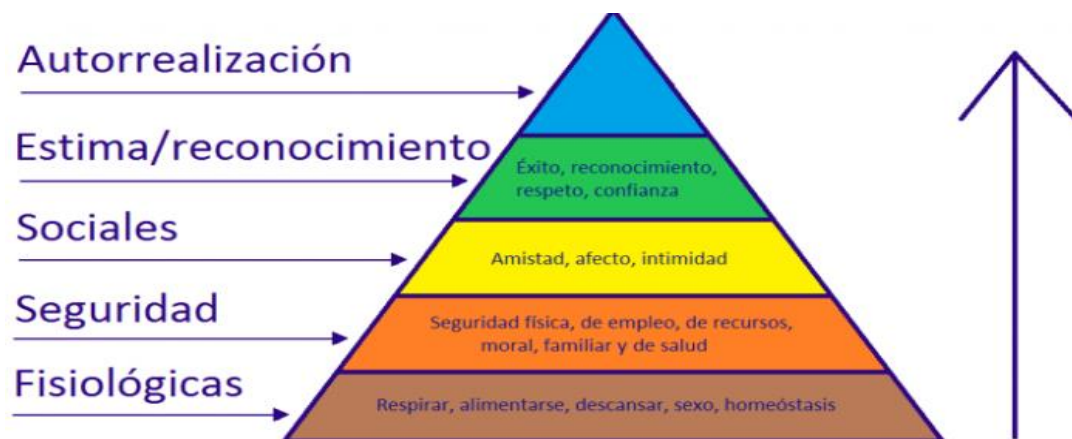 Autorrealización
Estima/reconocimiento
Éxito, reconocimiento,
respeto, confianza
Sociales
Amistad, afecto, intimidad
Seguridad
Seguridad física, de empleo, de recursos,
moral, familiar y de salud
Fisiológicas
Respirar, alimentarse, descansar, sexo, homeóstasis